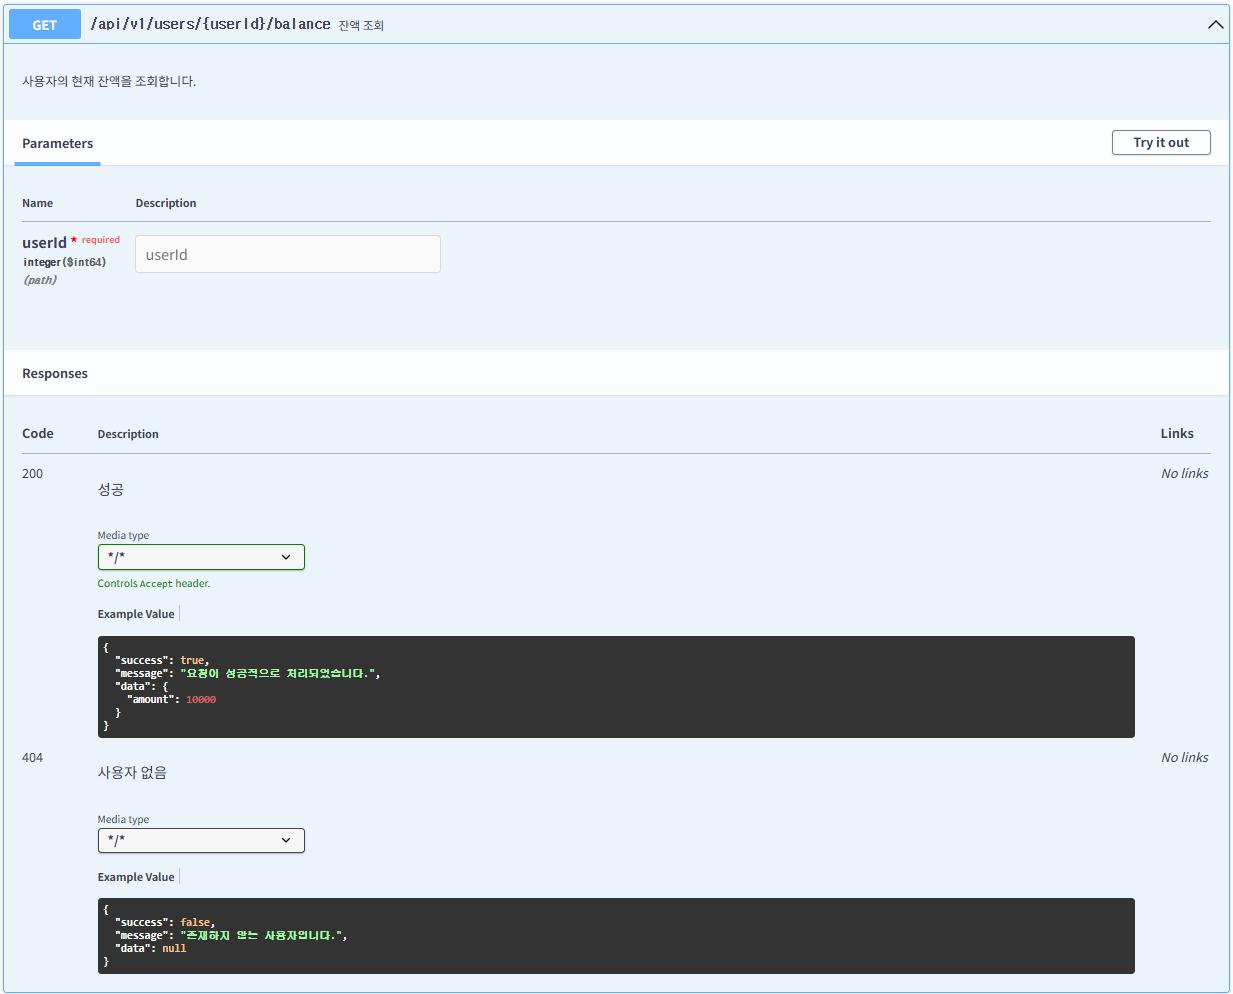 GET /api/v1/users/{userId}/balance 잔액 조회
사용자의 현재 잔액을 조회합니다.
Parameters Try it out
Name Description
userId * required userId
integer($int64)
(path)
Responses
Code Description Links
200 No links
성공
Media type
*/*
Controls Accept header.
Example Value
{
"success": true,
"message": "요청이 성공적으로 처리되었습니다.",
"data": {
"amount": 10000
}
}
404 No links
사용자 없음
Media type
*/*
Example Value
{
"success": false,
"message": "존재하지 않는 사용자입니다.",
"data": null
}